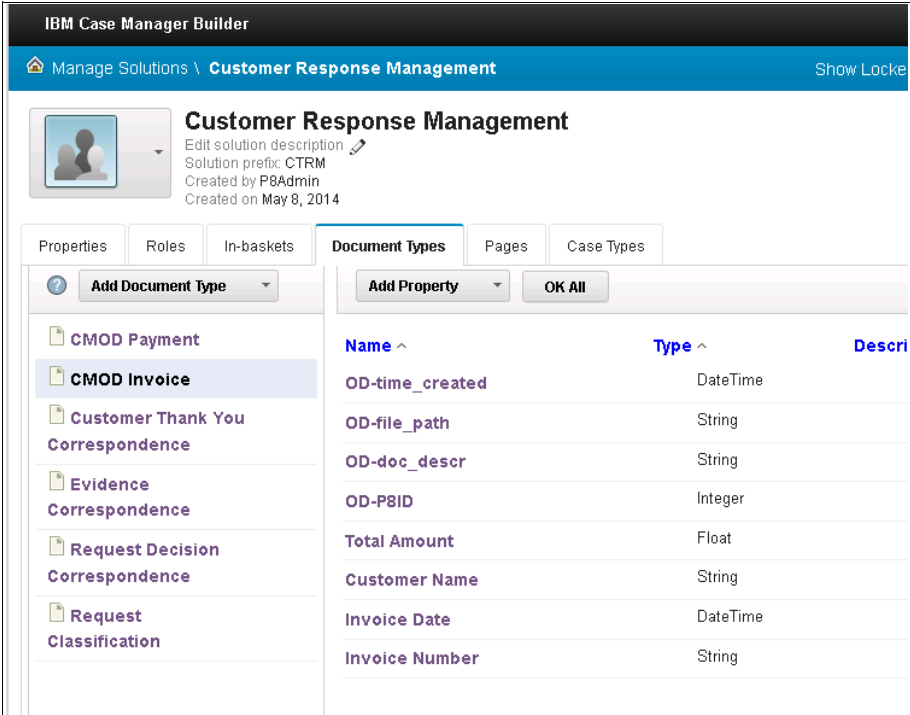 IBM Case Manager Builder
Manage Solutions \ Customer Response Management
Show Locke
Customer Response Management
Edit solution description
Solution prefix: CTRM
Created by P8Admin
Created on May 8, 2014
Properties Roles In-baskets Document Types Pages Case Types
? Add Document Type
Add Property OK All
CMOD Payment
CMOD Invoice
Customer Thank You
Correspondence
Evidence
Correspondence
Request Decision
Correspondence
Request
Classification
Name Type Descri
OD-time_created DateTime
OD-file_path String
OD-doc_descr String
OD-P8ID Integer
Total Amount Float
Customer Name String
Invoice Date DateTime
Invoice Number String